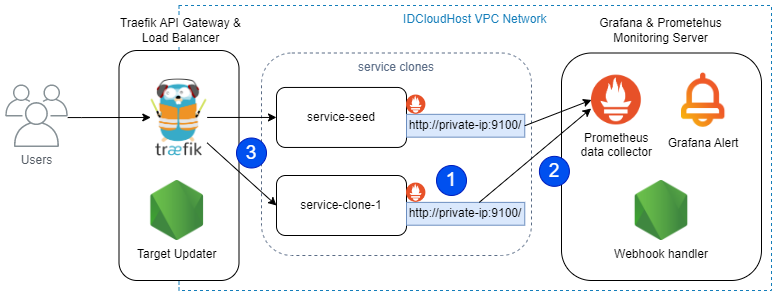 Traefik API Gateway &
Load Balancer
IDCloudHost VPC Network
Grafana & Prometehus
Monitoring Server
service clones
Users
træfik
service-seed
http://private-ip:9100/
3
1
2
service-clone-1
http://private-ip:9100/
Prometheus
data collector
Grafana Alert
Target Updater
Webhook handler